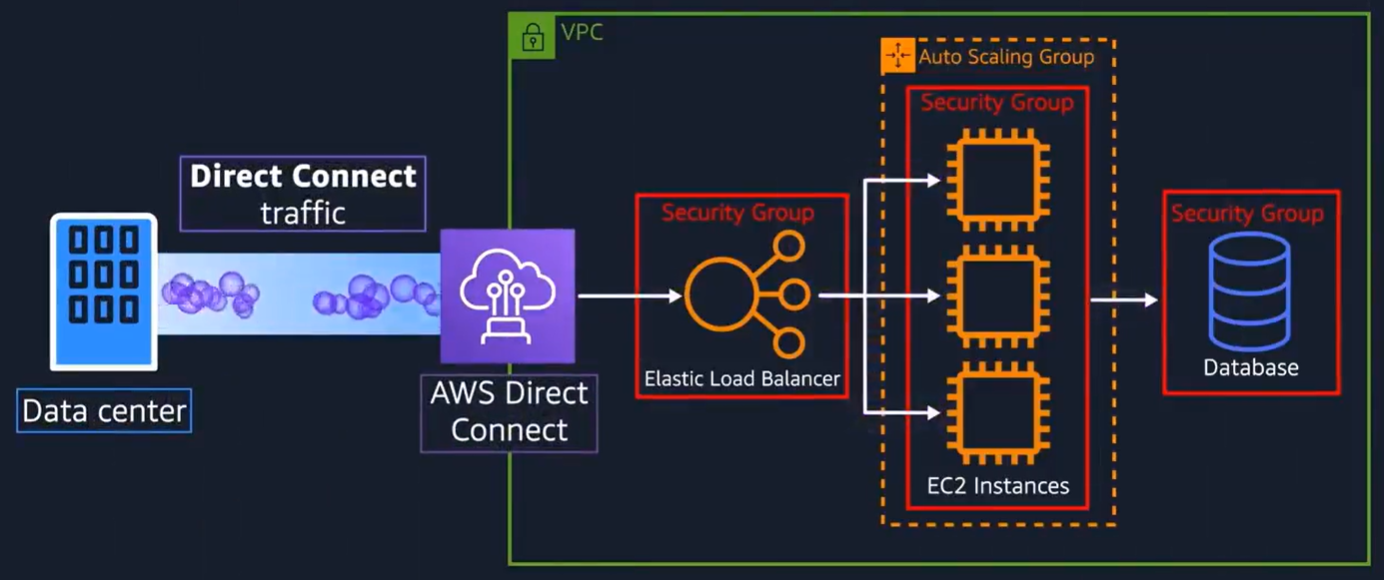 VPC
Auto Scaling Group
Security Group
Direct Connect
traffic
Security Group
Security Group
Elastic Load Balancer
Database
Data center
AWS Direct
Connect
EC2 Instances